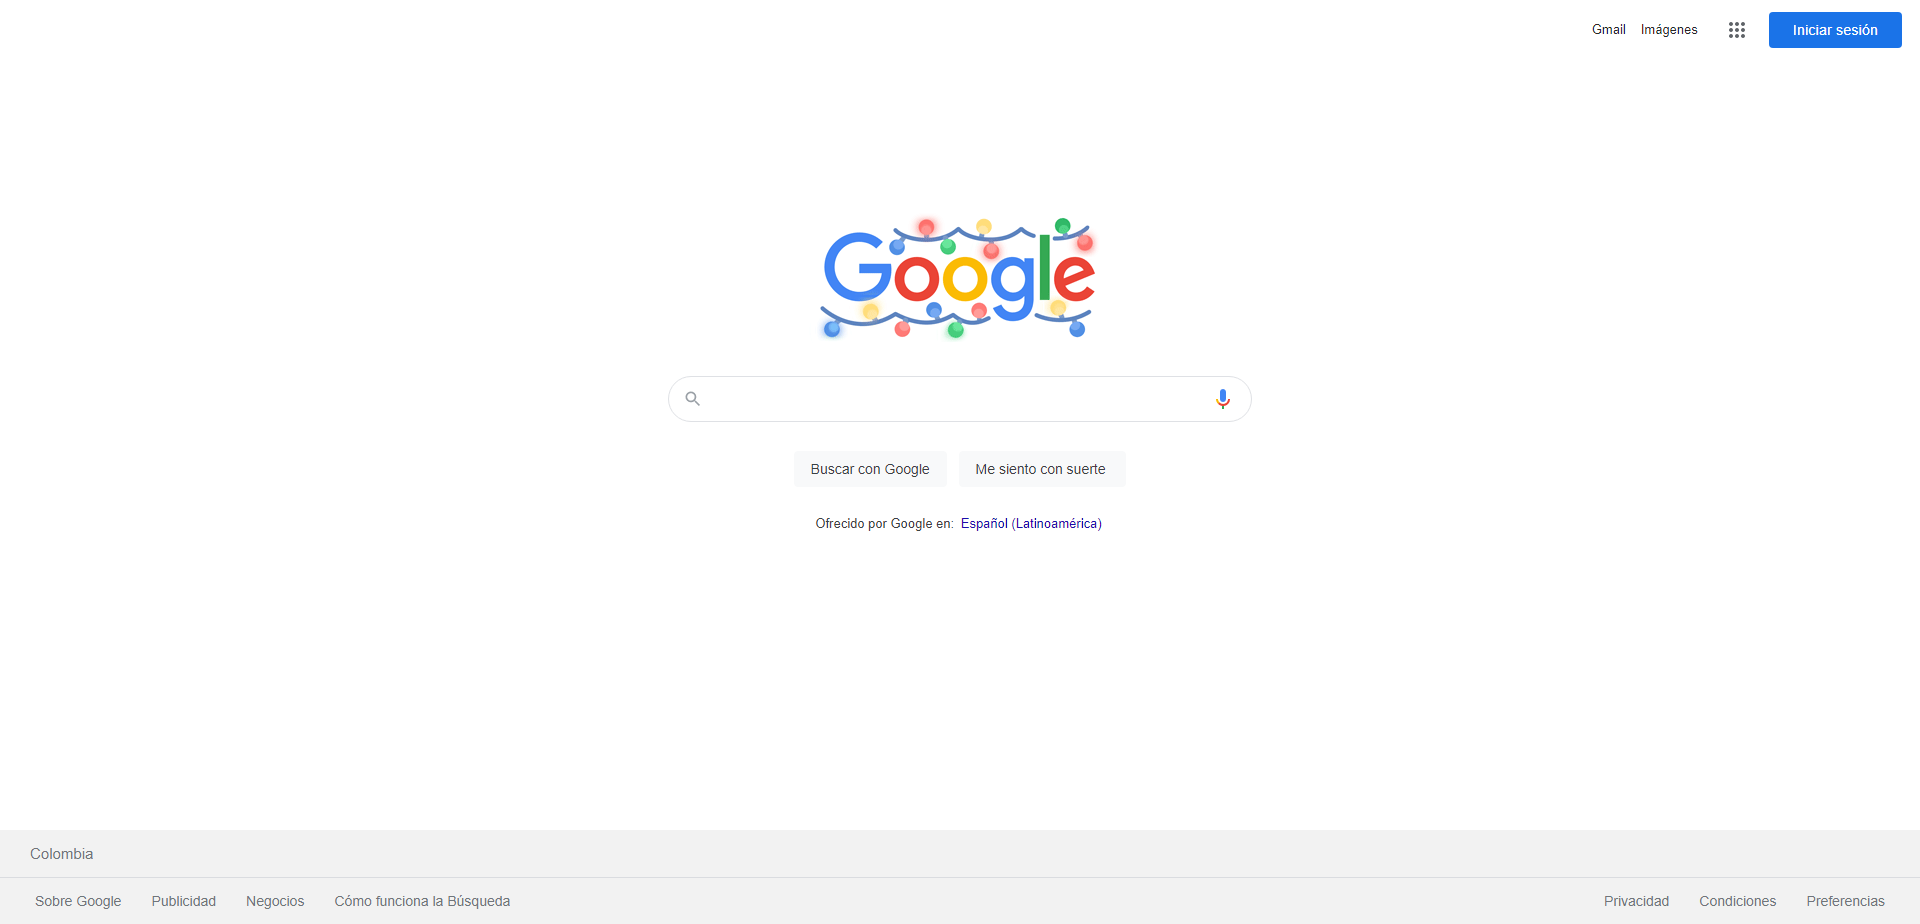 Gmail Imágenes Iniciar sesión
Google
Buscar con Google Me siento con suerte
Ofrecido por Google en: Español (Latinoamérica)
Colombia
Sobre Google Publicidad Negocios Cómo funciona la Búsqueda Privacidad Condiciones Preferencias